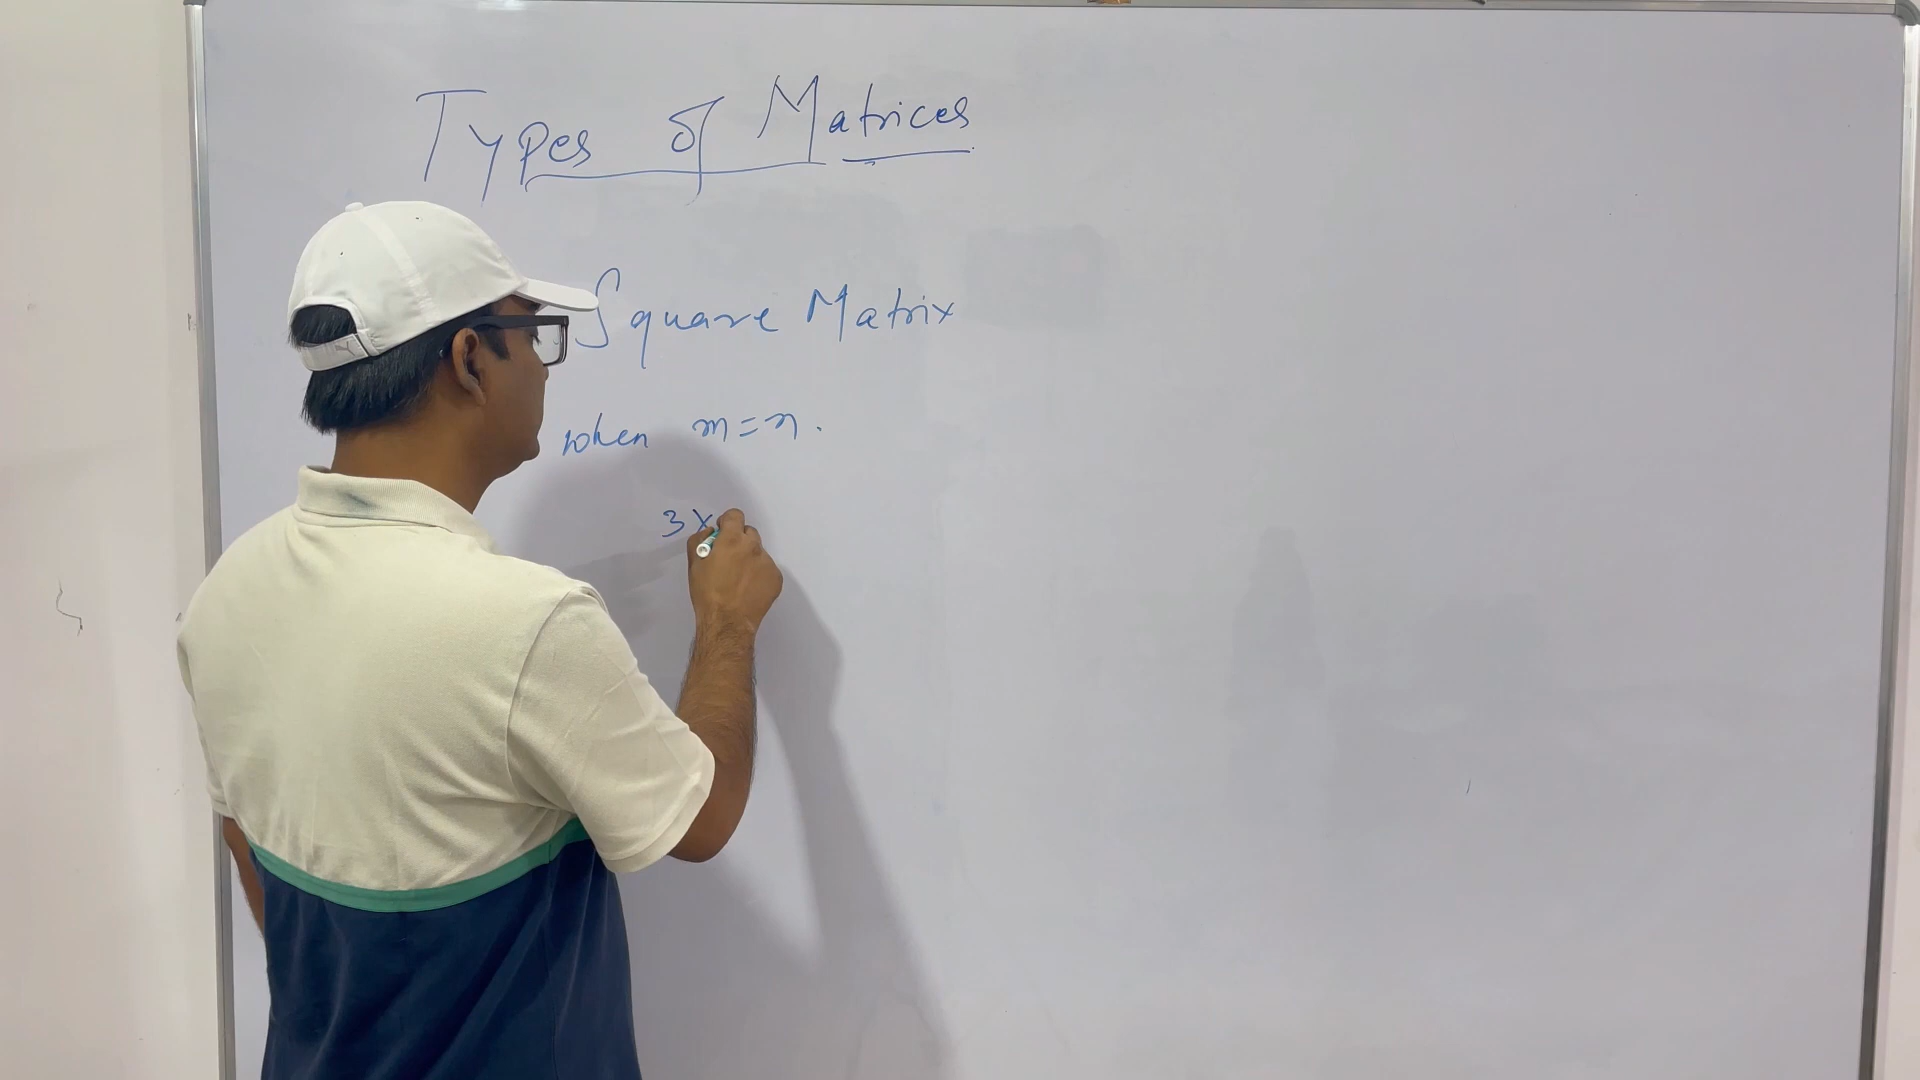 Types of Matrices
Square Matrix
when m=n.
3×